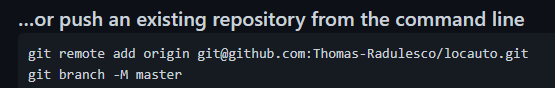 ...or push an existing repository from the command line
git remote add origin git@github.com:Thomas-Radulesco/locauto.git
git branch -M master